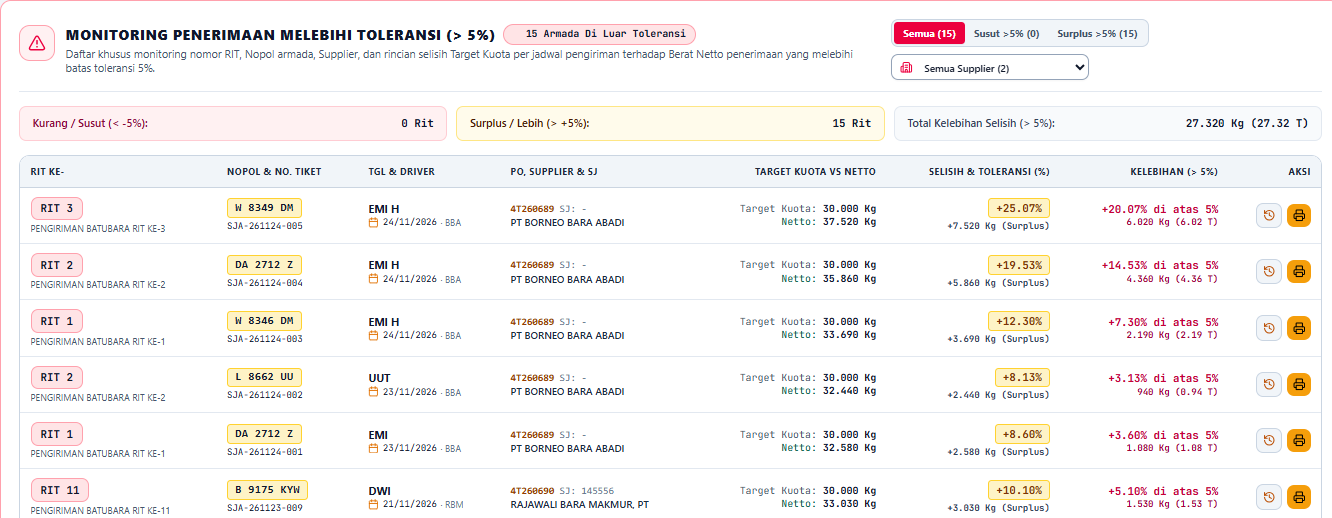 MONITORING PENERIMAAN MELEBIHI TOLERANSI (> 5%) 15 Armada Di Luar Toleransi
Daftar khusus monitoring nomor RIT, Nopol armada, Supplier, dan rincian selisih Target Kuota per jadwal pengiriman terhadap Berat Netto penerimaan yang melebihi
batas toleransi 5%.
Semua (15) Susut >5% (0) Surplus >5% (15)
Semua Supplier (2)
Kurang / Susut (< -5%): 0 Rit
Surplus / Lebih (> +5%): 15 Rit
Total Kelebihan Selisih (> 5%): 27.320 Kg (27.32 T)
RIT KE- NOPOL & NO. TIKET TGL & DRIVER PO, SUPPLIER & SJ TARGET KUOTA VS NETTO SELISIH & TOLERANSI (%) KELEBIHAN (> 5%) AKSI
RIT 3 W 8349 DM EMI H 4T260689 SJ: - Target Kuota: 30.000 Kg +25.07% +20.07% di atas 5%
PENGIRIMAN BATUBARA RIT KE-3 SJA-261124-005 24/11/2026 · BBA PT BORNEO BARA ABADI Netto: 37.520 Kg +7.520 Kg (Surplus) 6.020 Kg (6.02 T)
RIT 2 DA 2712 Z EMI H 4T260689 SJ: - Target Kuota: 30.000 Kg +19.53% +14.53% di atas 5%
PENGIRIMAN BATUBARA RIT KE-2 SJA-261124-004 24/11/2026 · BBA PT BORNEO BARA ABADI Netto: 35.860 Kg +5.860 Kg (Surplus) 4.360 Kg (4.36 T)
RIT 1 W 8346 DM EMI H 4T260689 SJ: - Target Kuota: 30.000 Kg +12.30% +7.30% di atas 5%
PENGIRIMAN BATUBARA RIT KE-1 SJA-261124-003 24/11/2026 · BBA PT BORNEO BARA ABADI Netto: 33.690 Kg +3.690 Kg (Surplus) 2.190 Kg (2.19 T)
RIT 2 L 8662 UU UUT 4T260689 SJ: - Target Kuota: 30.000 Kg +8.13% +3.13% di atas 5%
PENGIRIMAN BATUBARA RIT KE-2 SJA-261124-002 23/11/2026 · BBA PT BORNEO BARA ABADI Netto: 32.440 Kg +2.440 Kg (Surplus) 940 Kg (0.94 T)
RIT 1 DA 2712 Z EMI 4T260689 SJ: - Target Kuota: 30.000 Kg +8.60% +3.60% di atas 5%
PENGIRIMAN BATUBARA RIT KE-1 SJA-261124-001 23/11/2026 · BBA PT BORNEO BARA ABADI Netto: 32.580 Kg +2.580 Kg (Surplus) 1.080 Kg (1.08 T)
RIT 11 B 9175 KYW DWI 4T260690 SJ: 145556 Target Kuota: 30.000 Kg +10.10% +5.10% di atas 5%
PENGIRIMAN BATUBARA RIT KE-11 SJA-261123-009 21/11/2026 · RBM RAJAWALI BARA MAKMUR, PT Netto: 33.030 Kg +3.030 Kg (Surplus) 1.530 Kg (1.53 T)